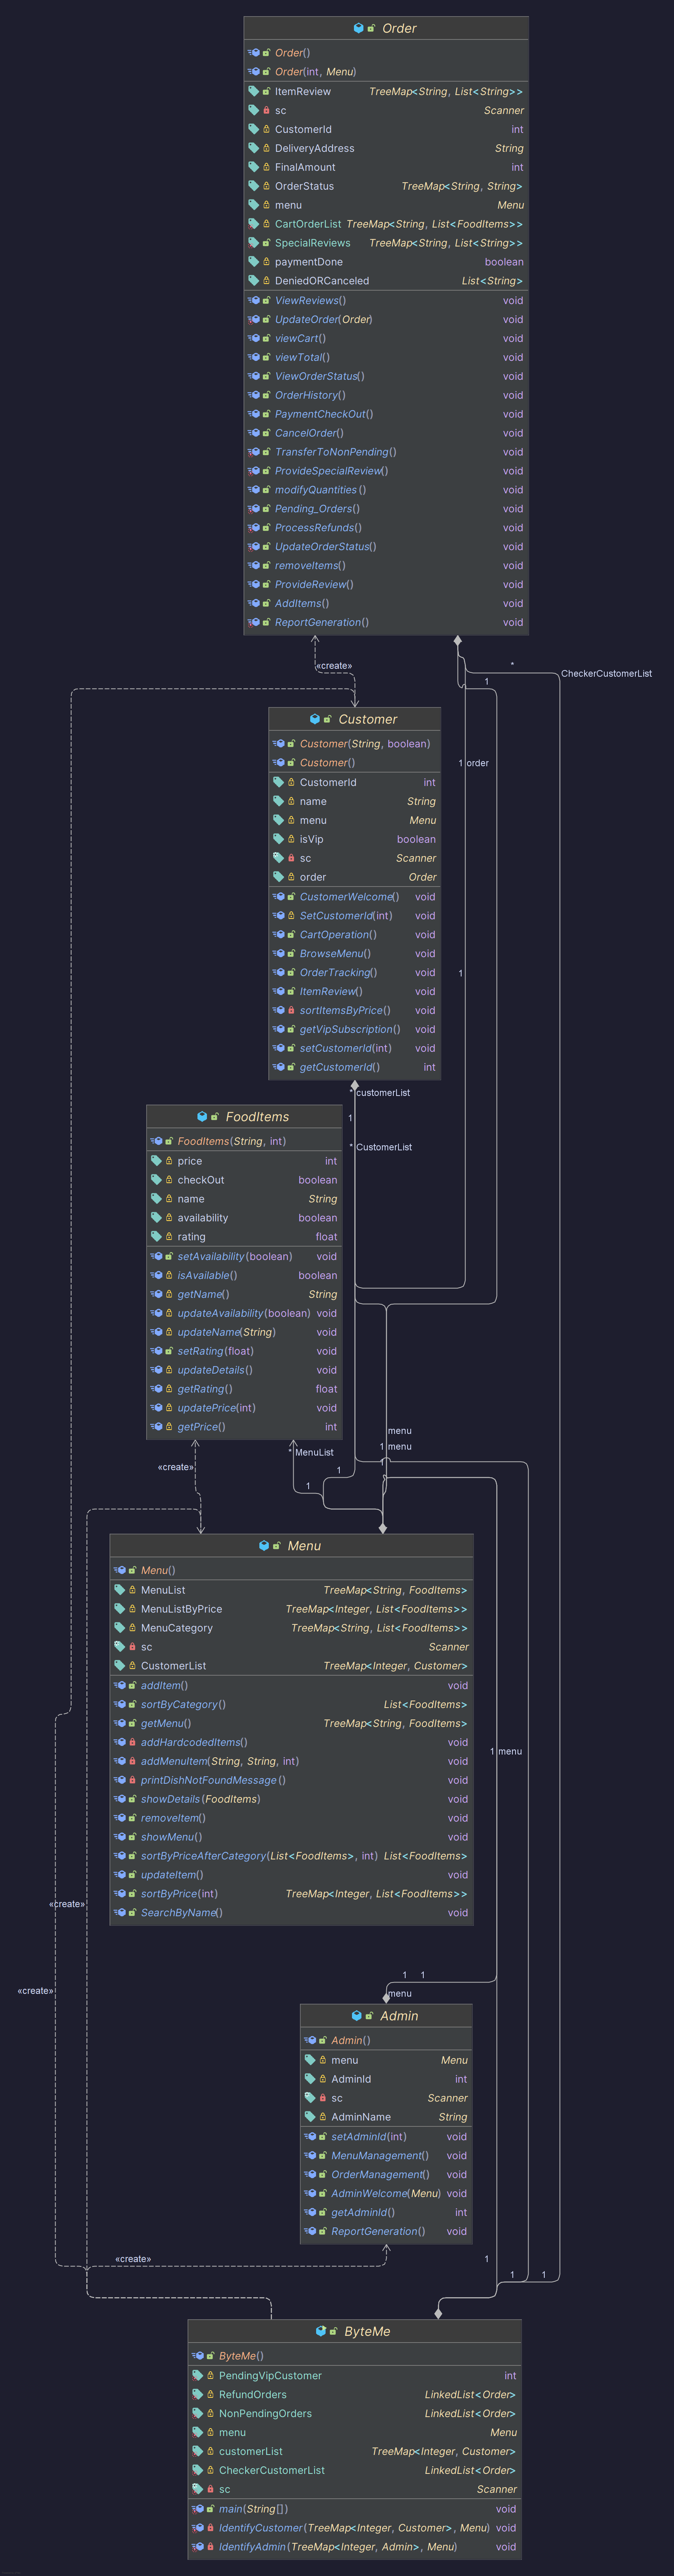 Order
Order()
Order(int, Menu)
ItemReview TreeMap<String, List<String>>
sc Scanner
CustomerId int
DeliveryAddress String
FinalAmount int
OrderStatus TreeMap<String, String>
menu Menu
CartOrderList TreeMap<String, List<FoodItems>>
SpecialReviews TreeMap<String, List<String>>
paymentDone boolean
DeniedORCanceled List<String>
ViewReviews() void
UpdateOrder(Order) void
viewCart() void
viewTotal() void
ViewOrderStatus() void
OrderHistory() void
PaymentCheckOut() void
CancelOrder() void
TransferToNonPending() void
ProvideSpecialReview() void
modifyQuantities() void
Pending_Orders() void
ProcessRefunds() void
UpdateOrderStatus() void
removeItems() void
ProvideReview() void
AddItems() void
ReportGeneration() void
«create»
*
CheckerCustomerList
1
Customer
Customer(String, boolean)
Customer()
1 order
CustomerId int
name String
menu Menu
isVip boolean
sc Scanner
order Order
CustomerWelcome() void
SetCustomerId(int) void
CartOperation() void
BrowseMenu() void
OrderTracking() void
1
ItemReview() void
sortItemsByPrice() void
getVipSubscription() void
setCustomerId(int) void
getCustomerId() int
* customerList
1
* CustomerList
FoodItems
FoodItems(String, int)
price int
checkOut boolean
name String
availability boolean
rating float
setAvailability(boolean) void
isAvailable() boolean
getName() String
updateAvailability(boolean) void
updateName(String) void
setRating(float) void
updateDetails() void
getRating() float
updatePrice(int) void
getPrice() int
menu
1 menu
* MenuList
1
«create»
1
1
Menu
Menu()
MenuList TreeMap<String, FoodItems>
MenuListByPrice TreeMap<Integer, List<FoodItems>>
MenuCategory TreeMap<String, List<FoodItems>>
sc Scanner
CustomerList TreeMap<Integer, Customer>
addItem() void
sortByCategory() List<FoodItems>
getMenu() TreeMap<String, FoodItems>
addHardcodedItems() void
1 menu
addMenuItem(String, String, int) void
printDishNotFoundMessage() void
showDetails(FoodItems) void
removeItem() void
showMenu() void
sortByPriceAfterCategory(List<FoodItems>, int) List<FoodItems>
updateItem() void
sortByPrice(int) TreeMap<Integer, List<FoodItems>>
«create»
SearchByName() void
1 1
«create»
menu
Admin
Admin()
menu Menu
AdminId int
sc Scanner
AdminName String
setAdminId(int) void
MenuManagement() void
OrderManagement() void
AdminWelcome(Menu) void
getAdminId() int
ReportGeneration() void
«create»
1
1 1
ByteMe
ByteMe()
PendingVipCustomer int
RefundOrders LinkedList<Order>
NonPendingOrders LinkedList<Order>
menu Menu
customerList TreeMap<Integer, Customer>
CheckerCustomerList LinkedList<Order>
sc Scanner
main(String[]) void
IdentifyCustomer(TreeMap<Integer, Customer>, Menu) void
IdentifyAdmin(TreeMap<Integer, Admin>, Menu) void